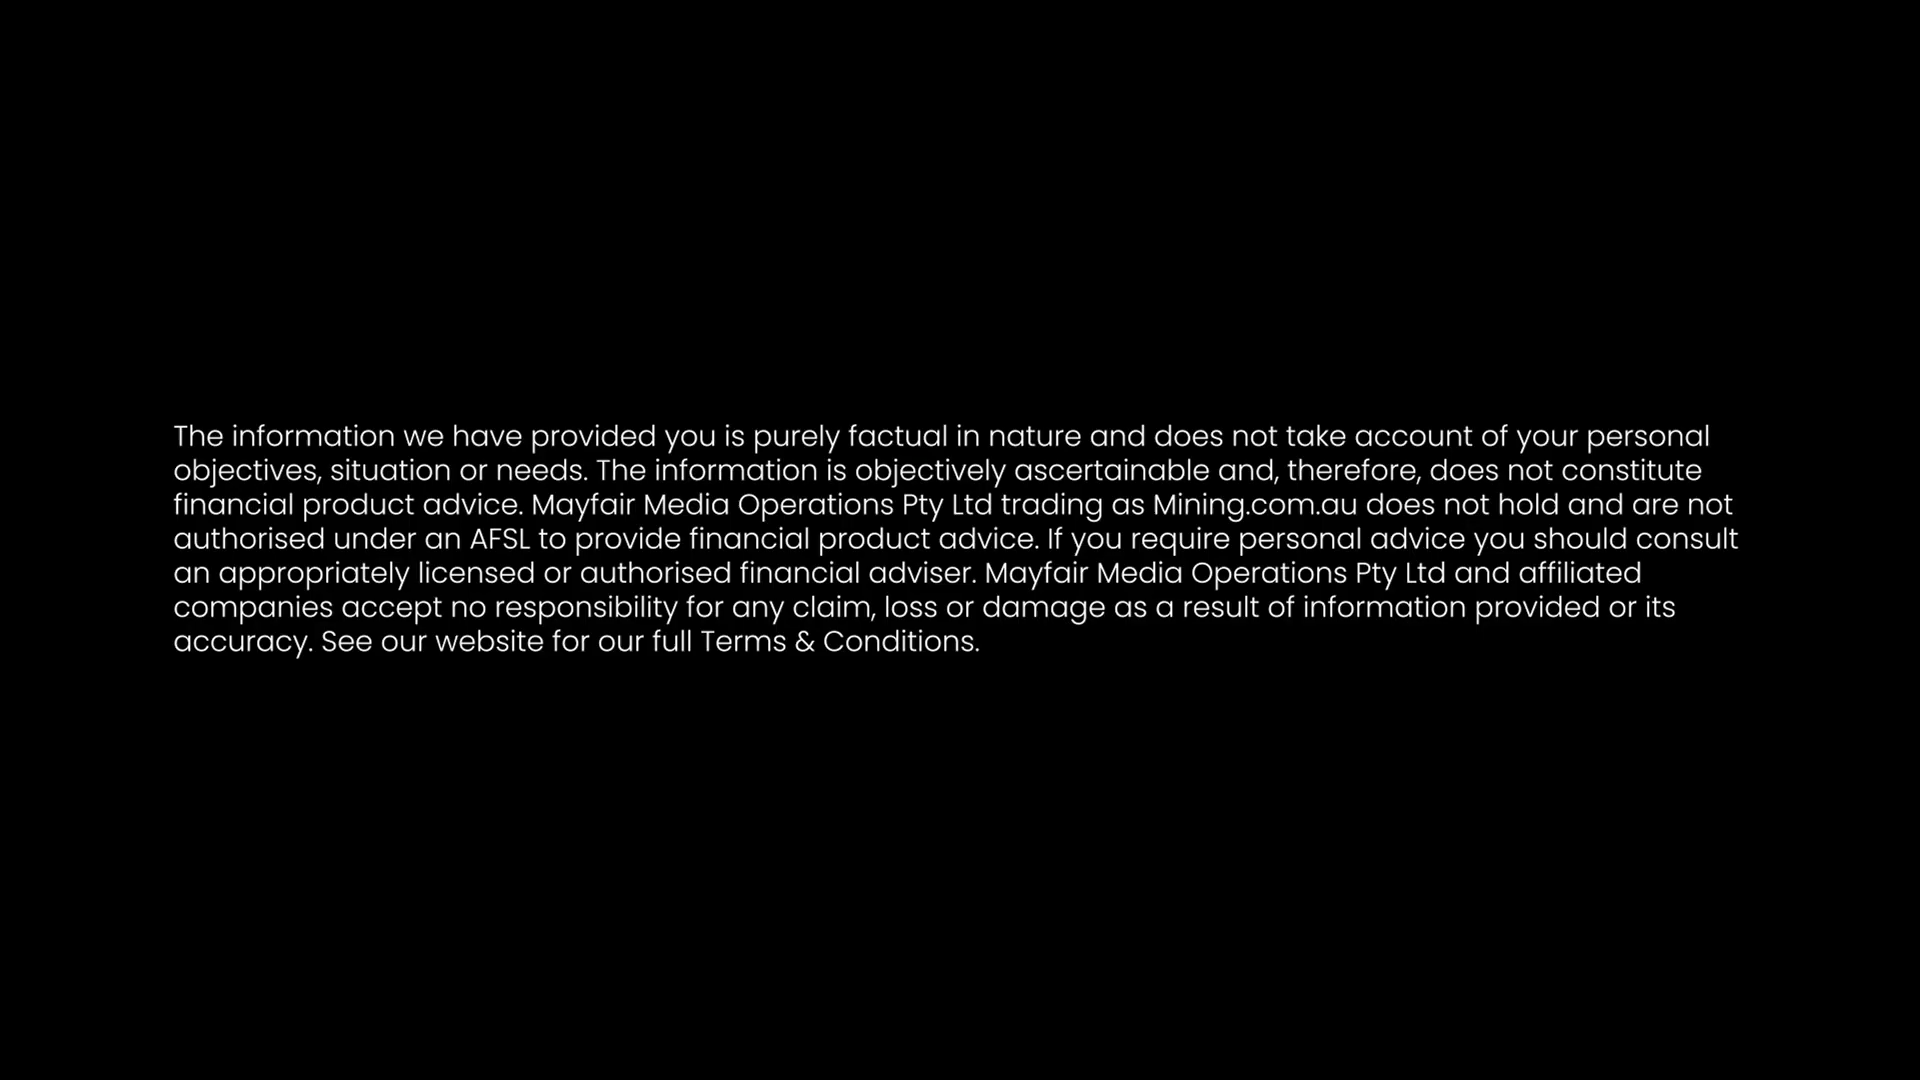 The information we have provided you is purely factual in nature and does not take account of your personal
objectives, situation or needs. The information is objectively ascertainable and, therefore, does not constitute
financial product advice. Mayfair Media Operations Pty Ltd trading as Mining.com.au does not hold and are not
authorised under an AFSL to provide financial product advice. If you require personal advice you should consult
an appropriately licensed or authorised financial adviser. Mayfair Media Operations Pty Ltd and affiliated
companies accept no responsibility for any claim, loss or damage as a result of information provided or its
accuracy. See our website for our full Terms & Conditions.